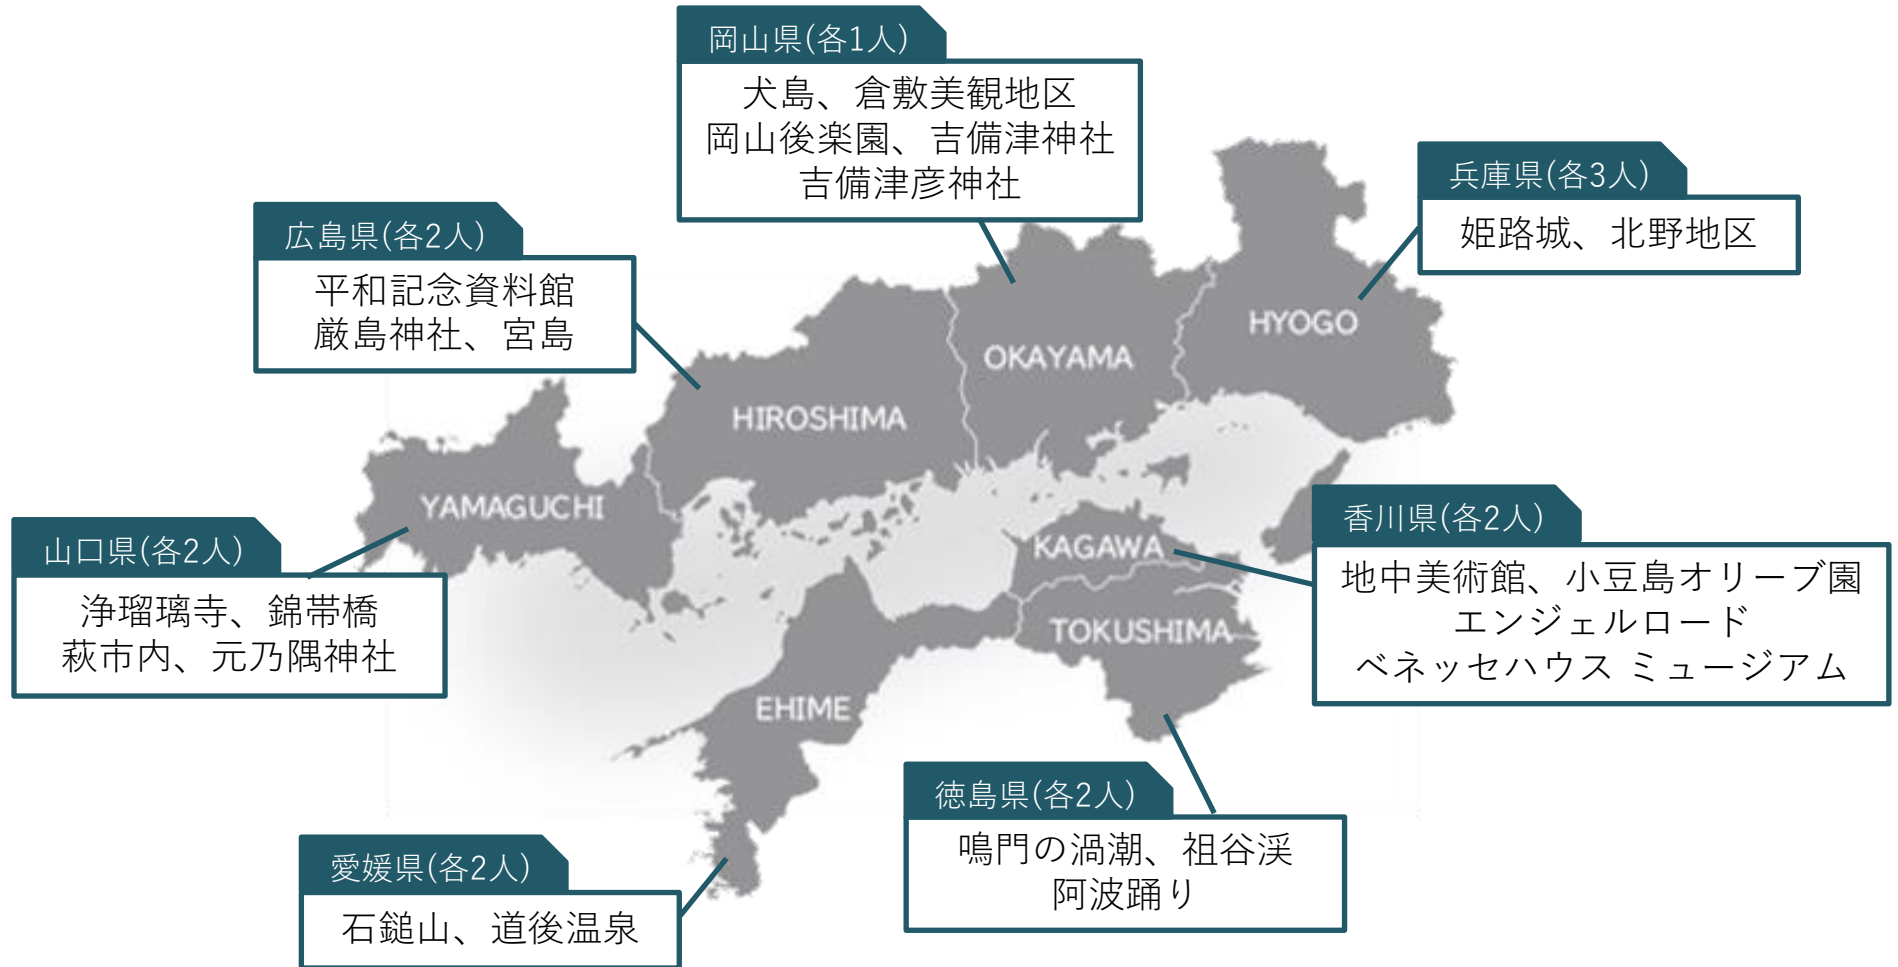 岡山県(各1人)
犬島、倉敷美観地区
岡山後楽園、吉備津神社
吉備津彦神社
兵庫県(各3人)
姫路城、北野地区
広島県(各2人)
平和記念資料館
厳島神社、宮島
HYOGO
OKAYAMA
HIROSHIMA
YAMAGUCHI
山口県(各2人)
浄瑠璃寺、錦帯橋
萩市内、元乃隅神社
KAGAWA
香川県(各2人)
地中美術館、小豆島オリーブ園
エンジェルロード
ベネッセハウス ミュージアム
TOKUSHIMA
EHIME
徳島県(各2人)
鳴門の渦潮、祖谷渓
阿波踊り
愛媛県(各2人)
石鎚山、道後温泉